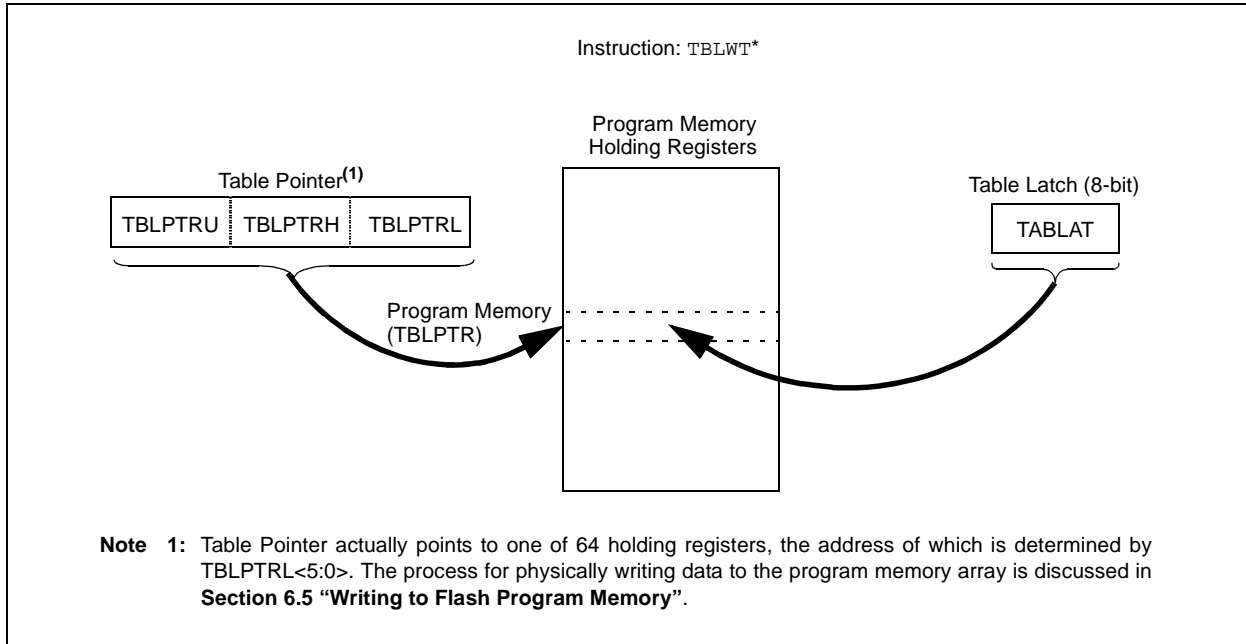 Instruction: TBLWT*
Program Memory
Holding Registers
Table Pointer(1)
Table Latch (8-bit)
TBLPTRU TBLPTRH TBLPTRL
TABLAT
Program Memory
(TBLPTR)
Note 1: Table Pointer actually points to one of 64 holding registers, the address of which is determined by
TBLPTRL<5:0>. The process for physically writing data to the program memory array is discussed in
Section 6.5 “Writing to Flash Program Memory”.